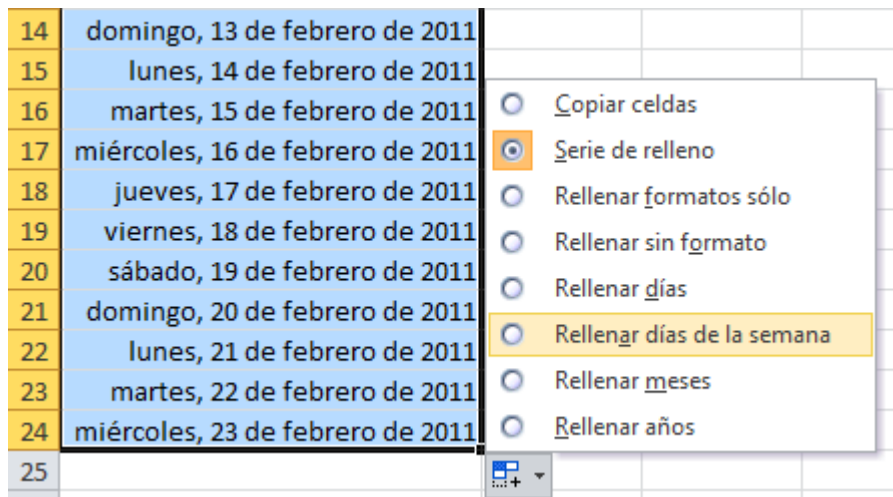 14 domingo, 13 de febrero de 2011
15 lunes, 14 de febrero de 2011
16 martes, 15 de febrero de 2011
17 miércoles, 16 de febrero de 2011
18 jueves, 17 de febrero de 2011
19 viernes, 18 de febrero de 2011
20 sábado, 19 de febrero de 2011
21 domingo, 20 de febrero de 2011
22 lunes, 21 de febrero de 2011
23 martes, 22 de febrero de 2011
24 miércoles, 23 de febrero de 2011
25
Copiar celdas
Serie de relleno
Rellenar formatos sólo
Rellenar sin formato
Rellenar días
Rellenar días de la semana
Rellenar meses
Rellenar años